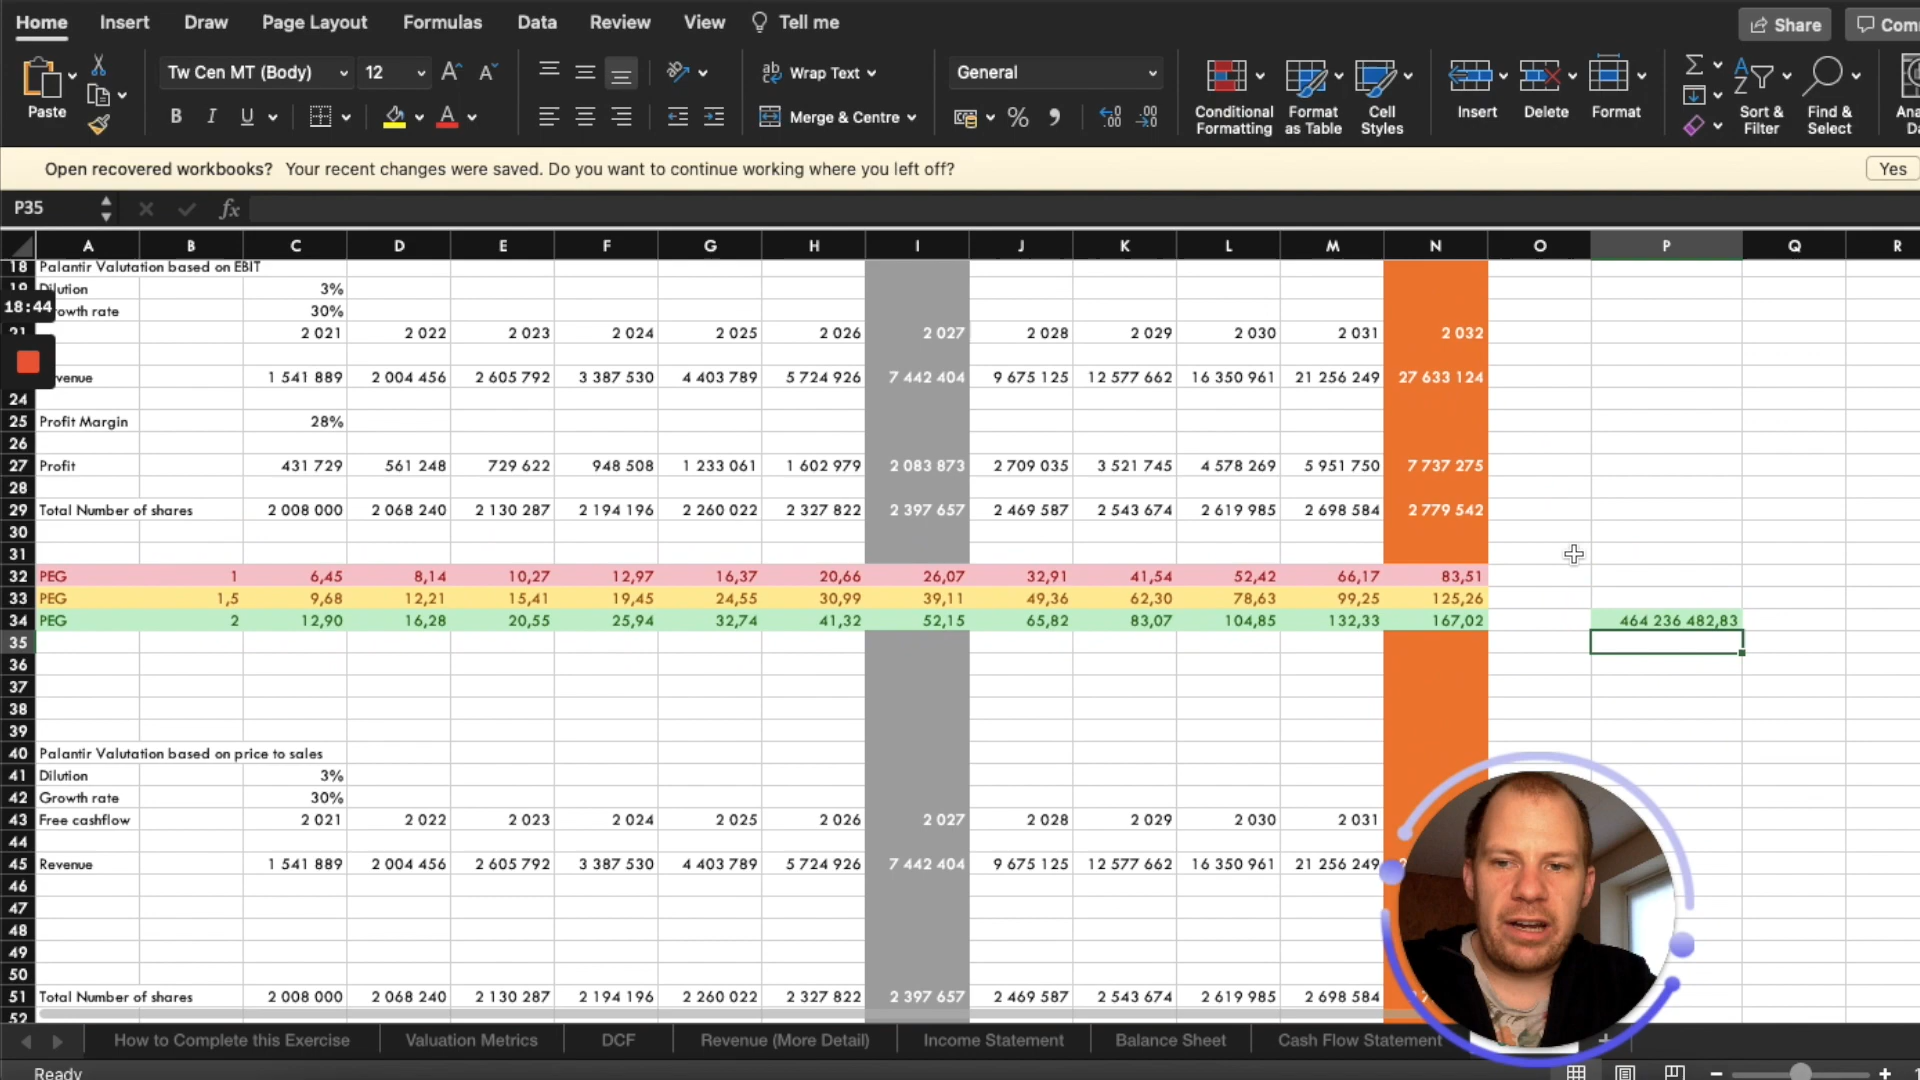 Home Insert Draw Page Layout Formulas Data Review View Tell me Share
Tw Cen MT (Body) 12 Wrap Text General
Paste B I U Merge & Centre Conditional Formatting Format as Table Cell Styles Insert Delete Format Sort & Filter Find & Select
Open recovered workbooks? Your recent changes were saved. Do you want to continue working where you left off? Yes
P35 fx
A B C D E F G H I J K L M N O P Q R
18 Palantir Valutation based on EBIT
19 Dilution 3%
18:44
rowth rate 30%
21 2 021 2 022 2 023 2 024 2 025 2 026 2 027 2 028 2 029 2 030 2 031 2 032
venue 1 541 889 2 004 456 2 605 792 3 387 530 4 403 789 5 724 926 7 442 404 9 675 125 12 577 662 16 350 961 21 256 249 27 633 124
24
25 Profit Margin 28%
26
27 Profit 431 729 561 248 729 622 948 508 1 233 061 1 602 979 2 083 873 2 709 035 3 521 745 4 578 269 5 951 750 7 737 275
28
29 Total Number of shares 2 008 000 2 068 240 2 130 287 2 194 196 2 260 022 2 327 822 2 397 657 2 469 587 2 543 674 2 619 985 2 698 584 2 779 542
30
31
32 PEG 1 6,45 8,14 10,27 12,97 16,37 20,66 26,07 32,91 41,54 52,42 66,17 83,51
33 PEG 1,5 9,68 12,21 15,41 19,45 24,55 30,99 39,11 49,36 62,30 78,63 99,25 125,26
34 PEG 2 12,90 16,28 20,55 25,94 32,74 41,32 52,15 65,82 83,07 104,85 132,33 167,02 464 236 482,83
35
36
37
38
39
40 Palantir Valutation based on price to sales
41 Dilution 3%
42 Growth rate 30%
43 Free cashflow 2 021 2 022 2 023 2 024 2 025 2 026 2 027 2 028 2 029 2 030 2 031
44
45 Revenue 1 541 889 2 004 456 2 605 792 3 387 530 4 403 789 5 724 926 7 442 404 9 675 125 12 577 662 16 350 961 21 256 249
46
47
48
49
50
51 Total Number of shares 2 008 000 2 068 240 2 130 287 2 194 196 2 260 022 2 327 822 2 397 657 2 469 587 2 543 674 2 619 985 2 698 584
52
How to Complete this Exercise Valuation Metrics DCF Revenue (More Detail) Income Statement Balance Sheet Cash Flow Statement
Ready